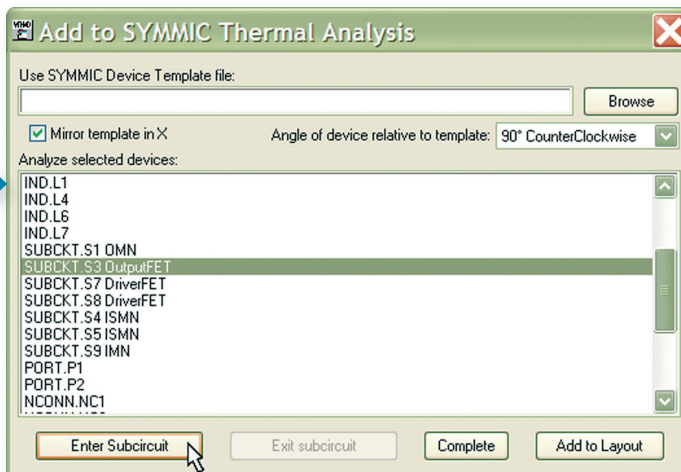 Add to SYMMIC Thermal Analysis
Use SYMMIC Device Template file:
Browse
Mirror template in X
Angle of device relative to template: 90° CounterClockwise
Analyze selected devices:
IND.L1
IND.L4
IND.L6
IND.L7
SUBCKT.S1 OMN
SUBCKT.S3 OutputFET
SUBCKT.S7 DriverFET
SUBCKT.S8 DriverFET
SUBCKT.S4 ISMN
SUBCKT.S5 ISMN
SUBCKT.S9 IMN
PORT.P1
PORT.P2
NCONN.NC1
Enter Subcircuit Exit subcircuit Complete Add to Layout